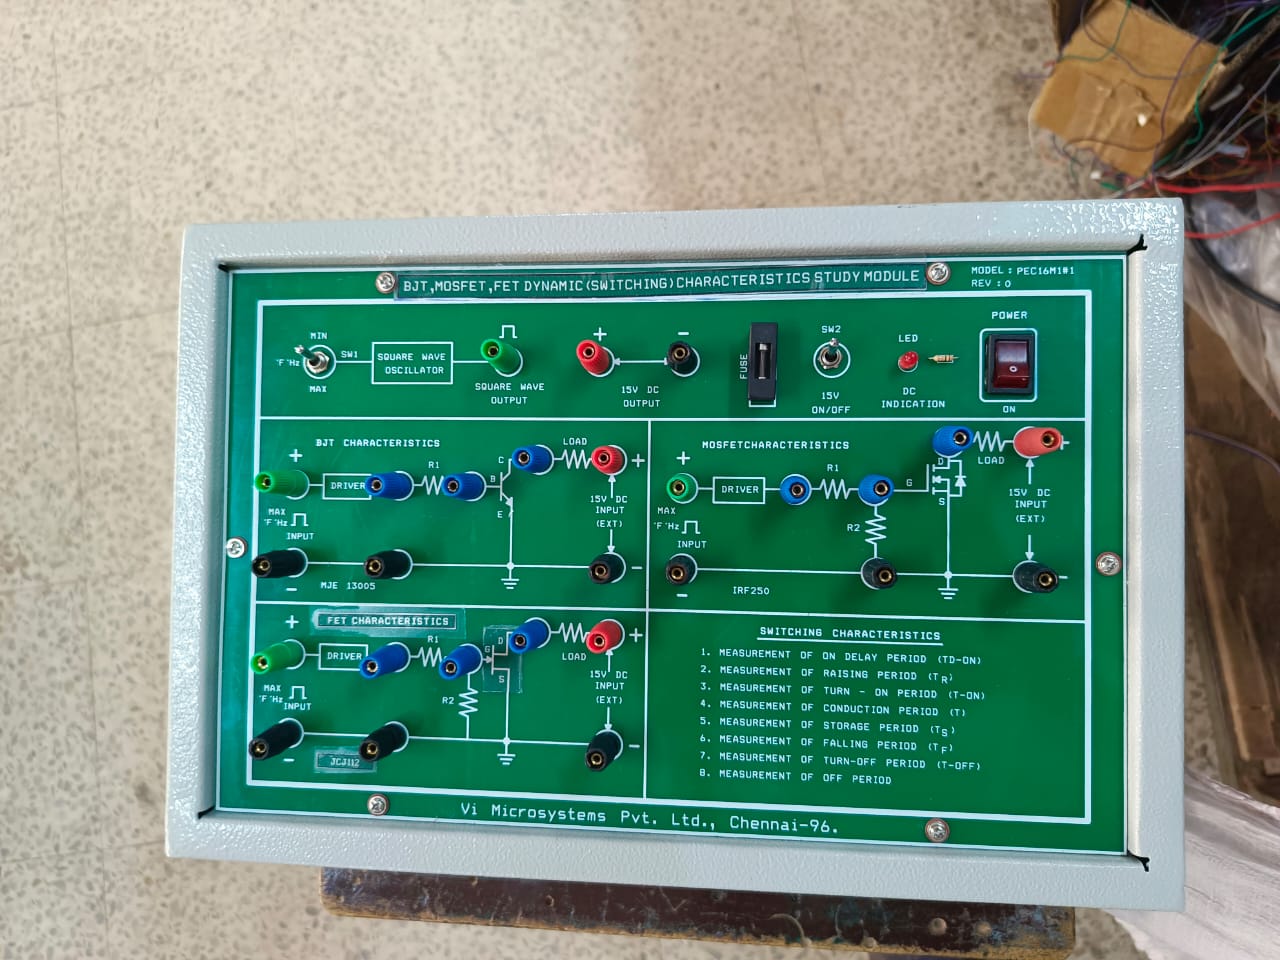 BJT,MOSFET,FET DYNAMIC(SWITCHING)CHARACTERISTICS STUDY MODULE
MODEL : PEC16M1#1
REV : 0
MIN
'F'Hz
SW1
MAX
SQUARE WAVE
OSCILLATOR
SQUARE WAVE
OUTPUT
+
-
15V DC
OUTPUT
FUSE
SW2
15V
ON/OFF
LED
DC
INDICATION
POWER
ON
BJT CHARACTERISTICS
+
DRIVER
R1
B
C
E
LOAD
+
MAX
'F'Hz
INPUT
15V DC
INPUT
(EXT)
-
-
MJE 13005
MOSFETCHARACTERISTICS
+
DRIVER
R1
G
D
S
LOAD
+
MAX
'F'Hz
INPUT
R2
15V DC
INPUT
(EXT)
-
-
IRF250
FET CHARACTERISTICS
+
DRIVER
R1
G
D
S
LOAD
+
MAX
'F'Hz
INPUT
R2
15V DC
INPUT
(EXT)
-
-
JCJ112
SWITCHING CHARACTERISTICS
1. MEASUREMENT OF ON DELAY PERIOD (TD-ON)
2. MEASUREMENT OF RAISING PERIOD (TR)
3. MEASUREMENT OF TURN - ON PERIOD (T-ON)
4. MEASUREMENT OF CONDUCTION PERIOD (T)
5. MEASUREMENT OF STORAGE PERIOD (TS)
6. MEASUREMENT OF FALLING PERIOD (TF)
7. MEASUREMENT OF TURN-OFF PERIOD (T-OFF)
8. MEASUREMENT OF OFF PERIOD
Vi Microsystems Pvt. Ltd., Chennai-96.